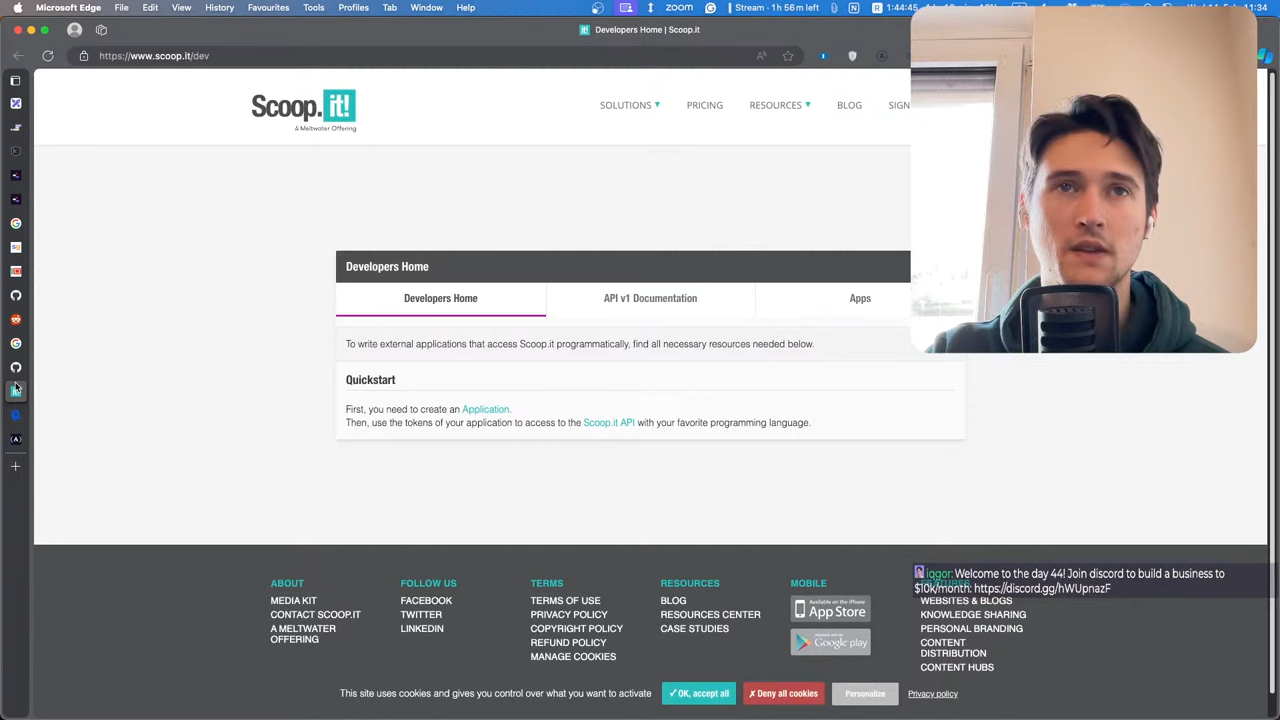 View
History
Favourites
Tools
Profiles
Tab
Window
Help
zoom
Stream · 1h 56m left
11:34
Developers Home | Scoop.it
https://www.scoop.it/dev
Scoop.it!
A Meltwater Offering
SOLUTIONS
PRICING
RESOURCES
BLOG
SIGN
Developers Home
Developers Home
API v1 Documentation
Apps
To write external applications that access Scoop.it programmatically, find all necessary resources needed below.
Quickstart
First, you need to create an Application.
Then, use the tokens of your application to access to the Scoop.it API with your favorite programming language.
iqgor: Welcome to the day 44! Join discord to build a business to
$10k/month: https://discord.gg/hWUpnazF
ABOUT
MEDIA KIT
CONTACT SCOOP.IT
A MELTWATER
OFFERING
FOLLOW US
FACEBOOK
TWITTER
LINKEDIN
TERMS
TERMS OF USE
PRIVACY POLICY
COPYRIGHT POLICY
REFUND POLICY
MANAGE COOKIES
RESOURCES
BLOG
RESOURCES CENTER
CASE STUDIES
MOBILE
Available on the iPhone
App Store
Google play
WEBSITES & BLOGS
KNOWLEDGE SHARING
PERSONAL BRANDING
CONTENT
DISTRIBUTION
CONTENT HUBS
This site uses cookies and gives you control over what you want to activate
✓OK, accept all
✗ Deny all cookies
Personalize
Privacy policy